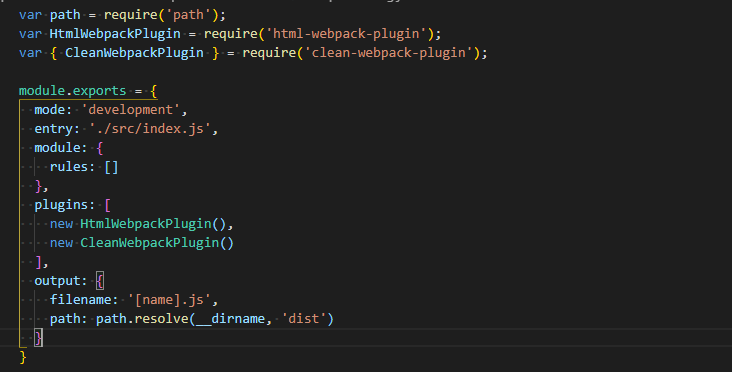 var path = require('path');
var HtmlWebpackPlugin = require('html-webpack-plugin');
var { CleanWebpackPlugin } = require('clean-webpack-plugin');

module.exports = {
  mode: 'development',
  entry: './src/index.js',
  module: {
    rules: []
  },
  plugins: [
    new HtmlWebpackPlugin(),
    new CleanWebpackPlugin()
  ],
  output: {
    filename: '[name].js',
    path: path.resolve(__dirname, 'dist')
  }
}